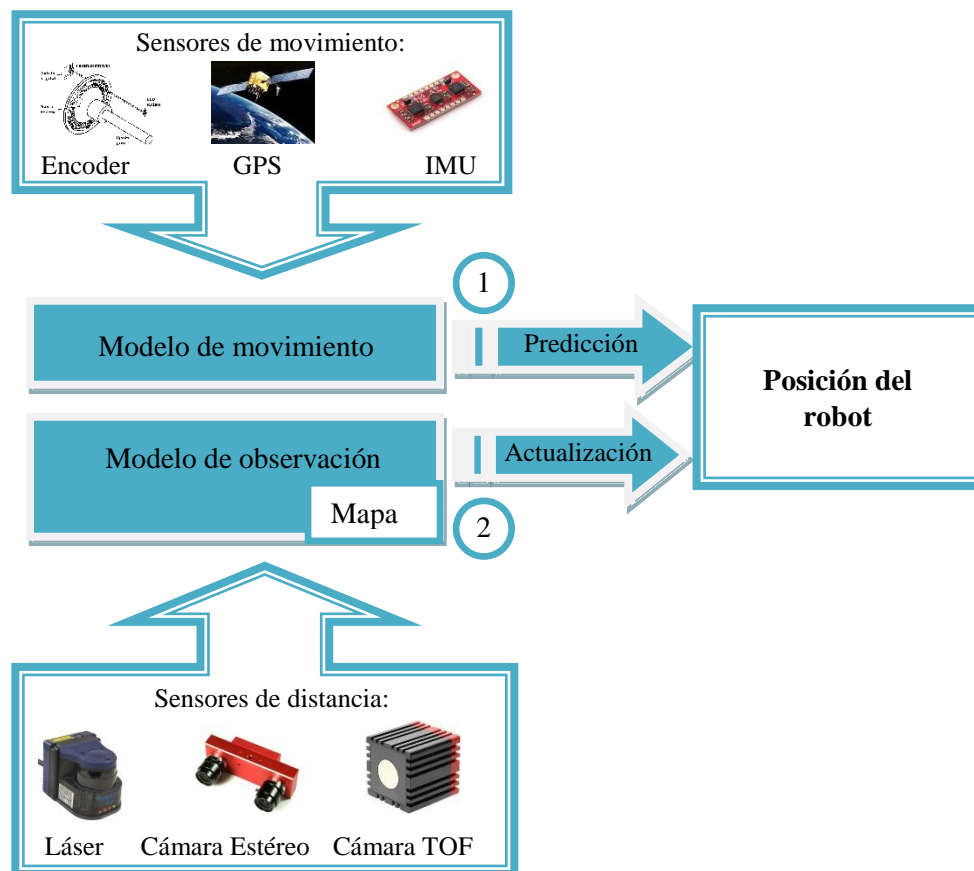 Sensores de movimiento:
Encoder
GPS
IMU
1
Modelo de movimiento
Predicción
Posición del
robot
Modelo de observación
Actualización
Mapa
2
Sensores de distancia:
Láser
Cámara Estéreo
Cámara TOF